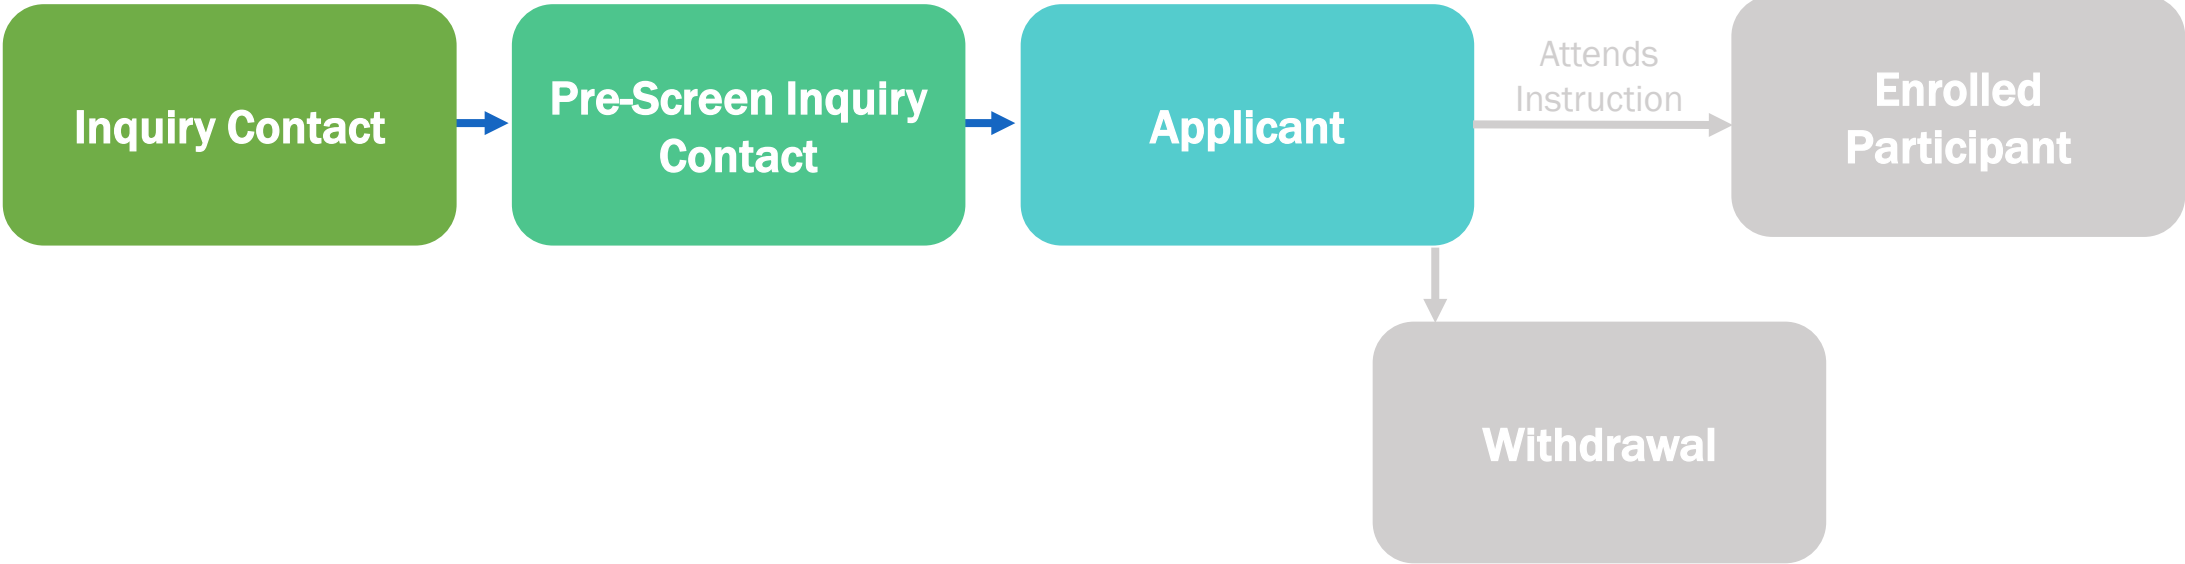 Inquiry Contact
Pre-Screen Inquiry
Contact
Applicant
Attends
Instruction
Enrolled
Participant
Withdrawal